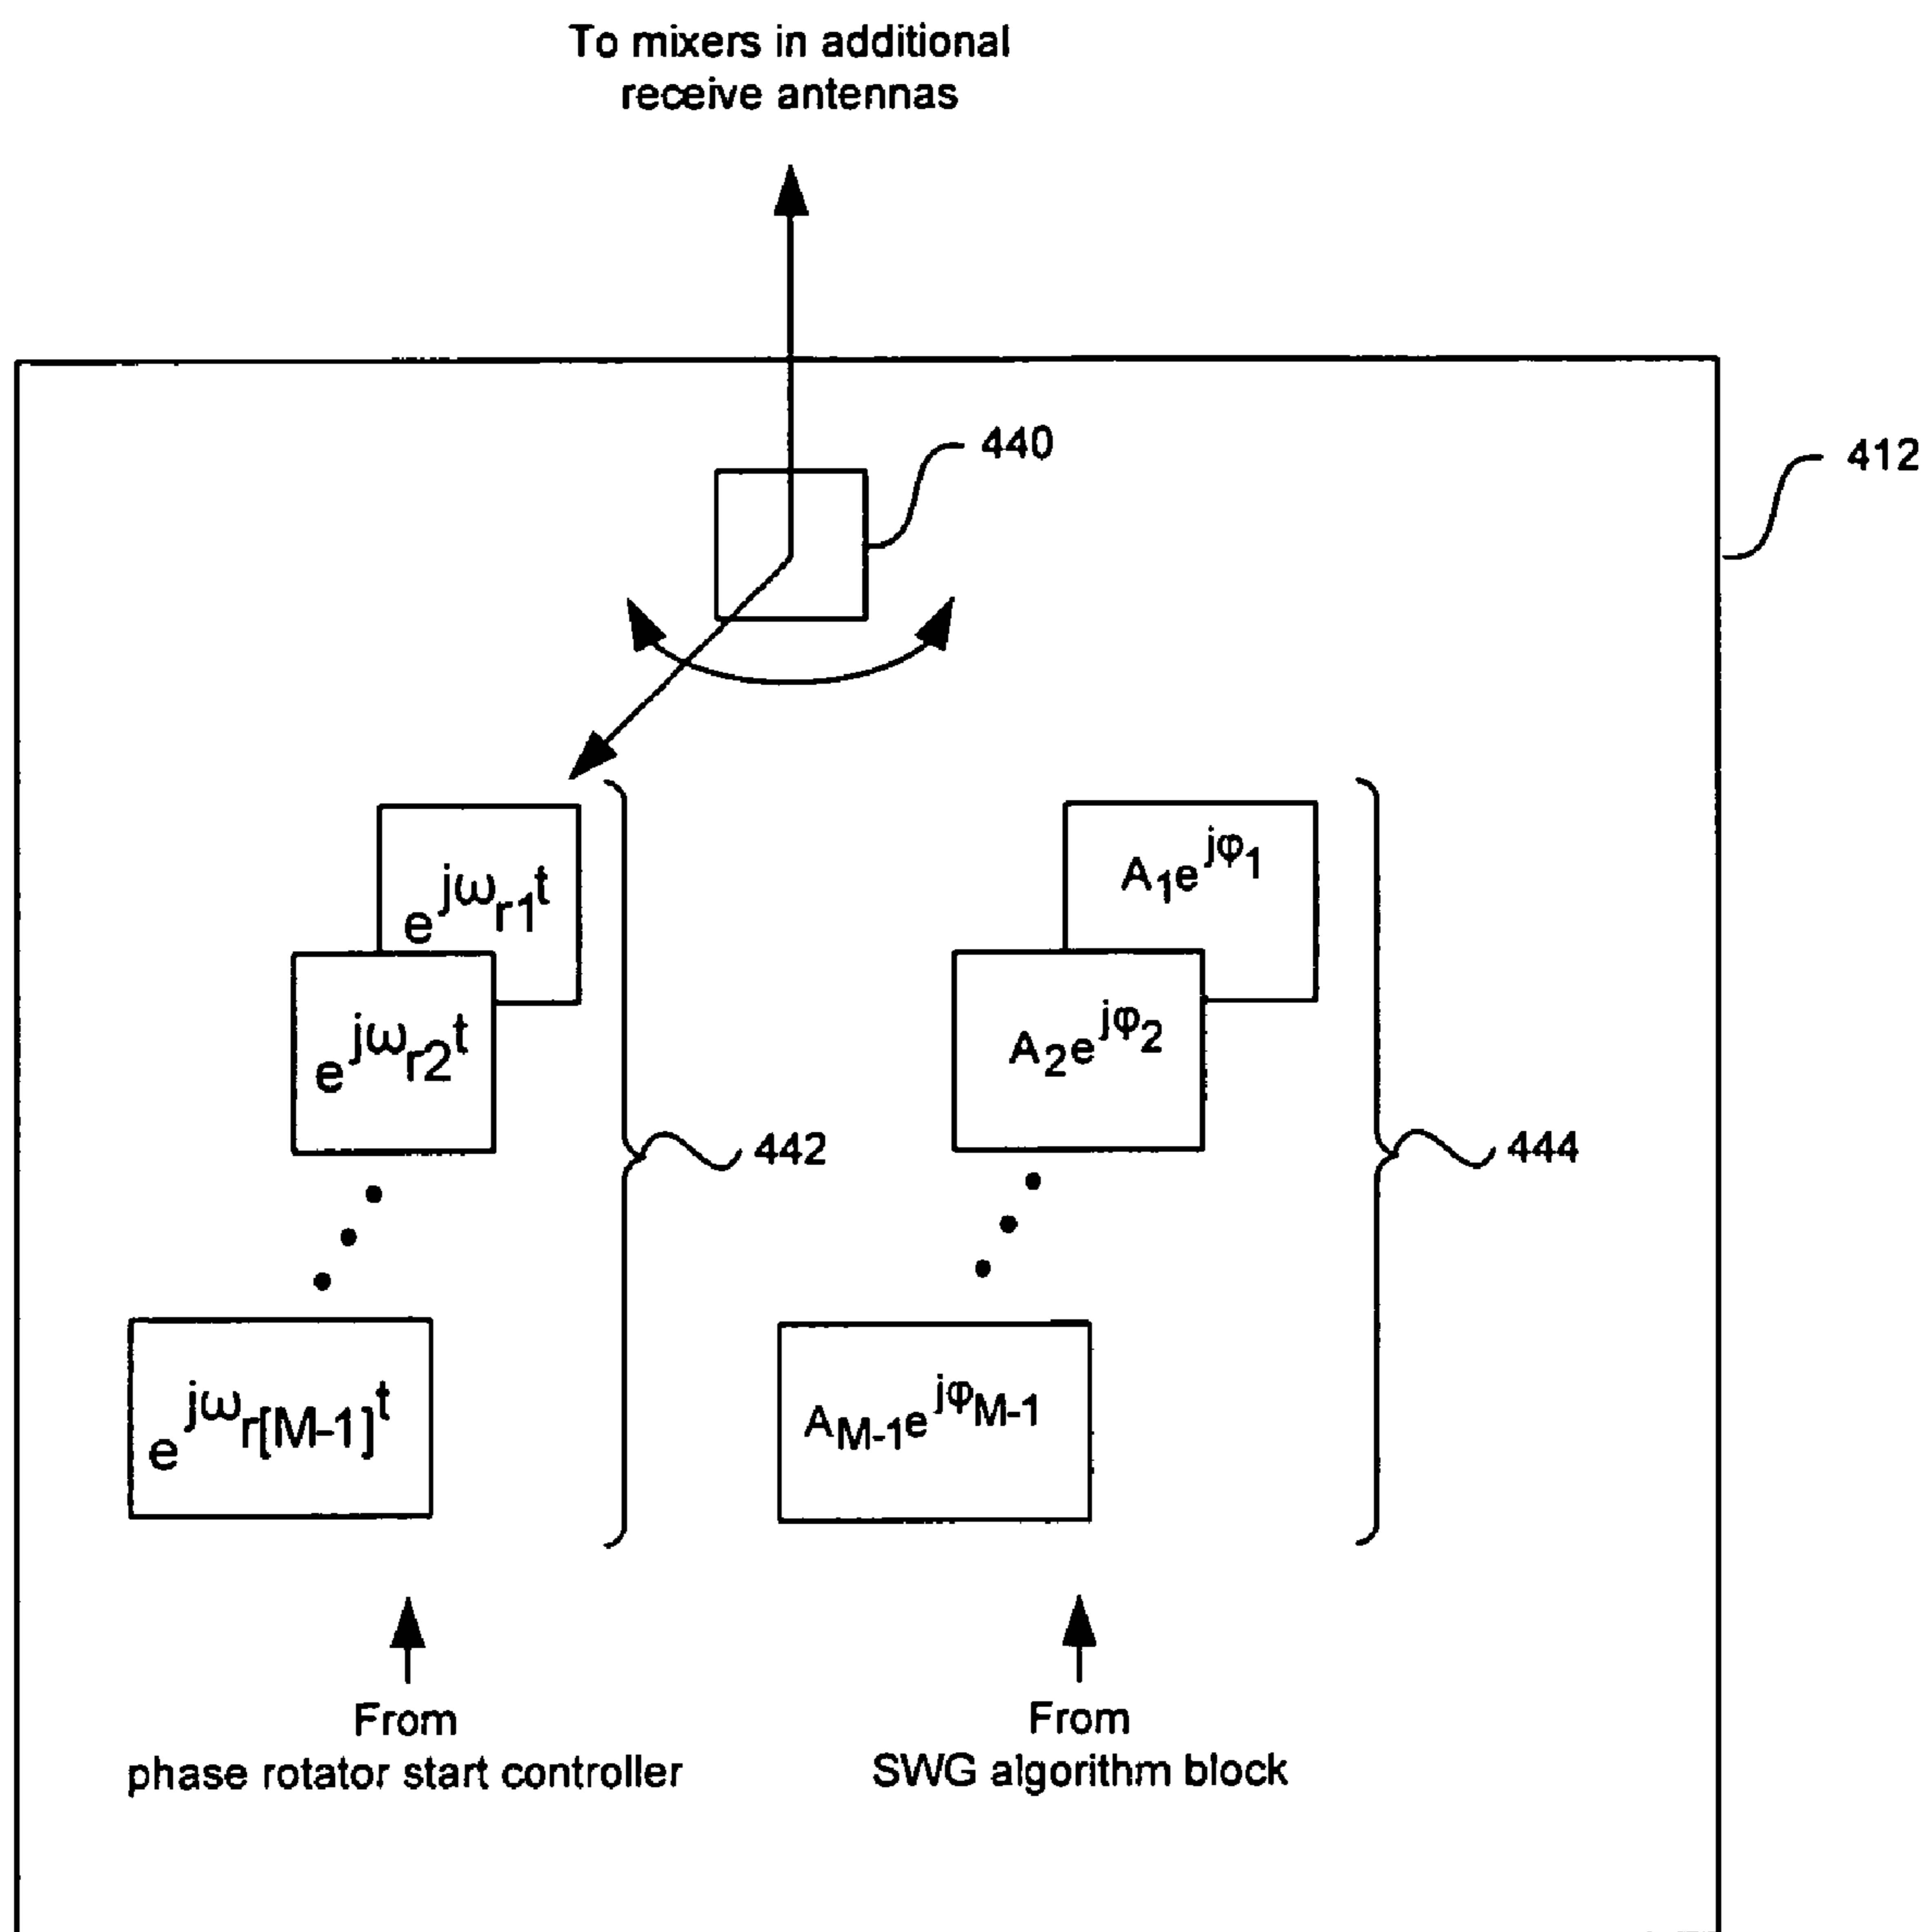 To mixers in additional
receive antennas
440
412
e^{jω_{r1}t}
A_1e^{jφ_1}
e^{jω_{r2}t}
A_2e^{jφ_2}
442
444
e^{jω_{r[M-1]}t}
A_{M-1}e^{jφ_{M-1}}
From
phase rotator start controller
From
SWG algorithm block